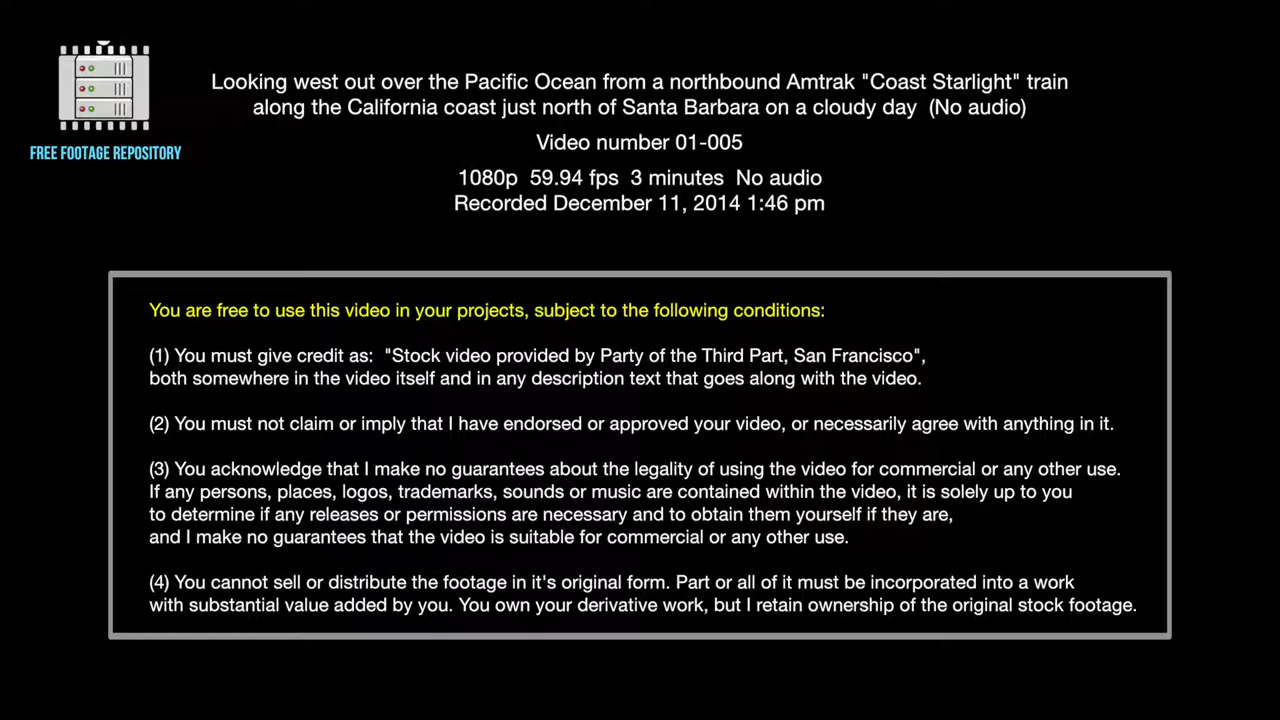 Looking west out over the Pacific Ocean from a northbound Amtrak "Coast Starlight" train
along the California coast just north of Santa Barbara on a cloudy day (No audio)
FREE FOOTAGE REPOSITORY
Video number 01-005
1080p 59.94 fps 3 minutes No audio
Recorded December 11, 2014 1:46 pm
You are free to use this video in your projects, subject to the following conditions:
(1) You must give credit as: "Stock video provided by Party of the Third Part, San Francisco",
both somewhere in the video itself and in any description text that goes along with the video.
(2) You must not claim or imply that I have endorsed or approved your video, or necessarily agree with anything in it.
(3) You acknowledge that I make no guarantees about the legality of using the video for commercial or any other use.
If any persons, places, logos, trademarks, sounds or music are contained within the video, it is solely up to you
to determine if any releases or permissions are necessary and to obtain them yourself if they are,
and I make no guarantees that the video is suitable for commercial or any other use.
(4) You cannot sell or distribute the footage in it's original form. Part or all of it must be incorporated into a work
with substantial value added by you. You own your derivative work, but I retain ownership of the original stock footage.